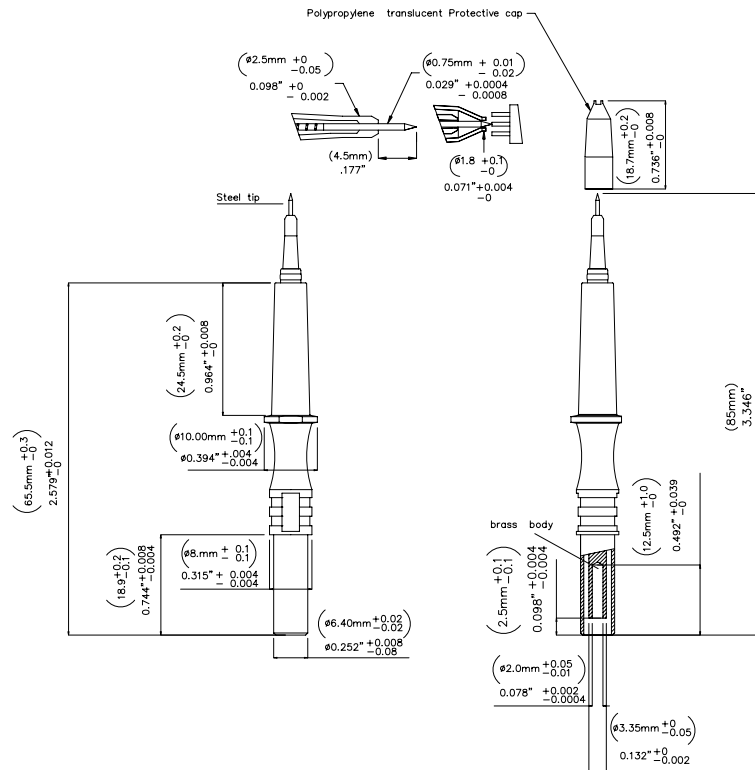 Polypropylene translucent Protective cap
(ø2.5mm +0 -0.05)
0.098" +0 - 0.002
(ø0.75mm + 0.01 - 0.02)
0.029" +0.0004 - 0.0008
(4.5mm)
.177"
(ø1.8 +0.1 -0)
0.071"+0.004 -0
(18.7mm+0.2 -0)
0.736"+0.008 -0
Steel tip
(24.5mm+0.2 -0)
0.964"+0.008 -0
(ø10.00mm +0.1 -0.1)
ø0.394"+.004 -0.004
(65.5mm+0.3 -0)
2.579"+0.012 -0
(18.9+0.2 -0.1)
0.744"+0.008 -0.004
(ø8.mm + 0.1 - 0.1)
0.315"+ 0.004 - 0.004
(ø6.40mm+0.02 -0.02)
ø0.252"+0.008 -0.08
(85mm)
3.346"
brass body
(12.5mm+1.0 -0)
0.492"+0.039 -0
(2.5mm+0.1 -0.1)
0.098"+0.004 -0.004
(ø2.0mm+0.05 -0.01)
0.078" +0.002 -0.0004
(ø3.35mm+0 -0.05)
0.132"+0 -0.002